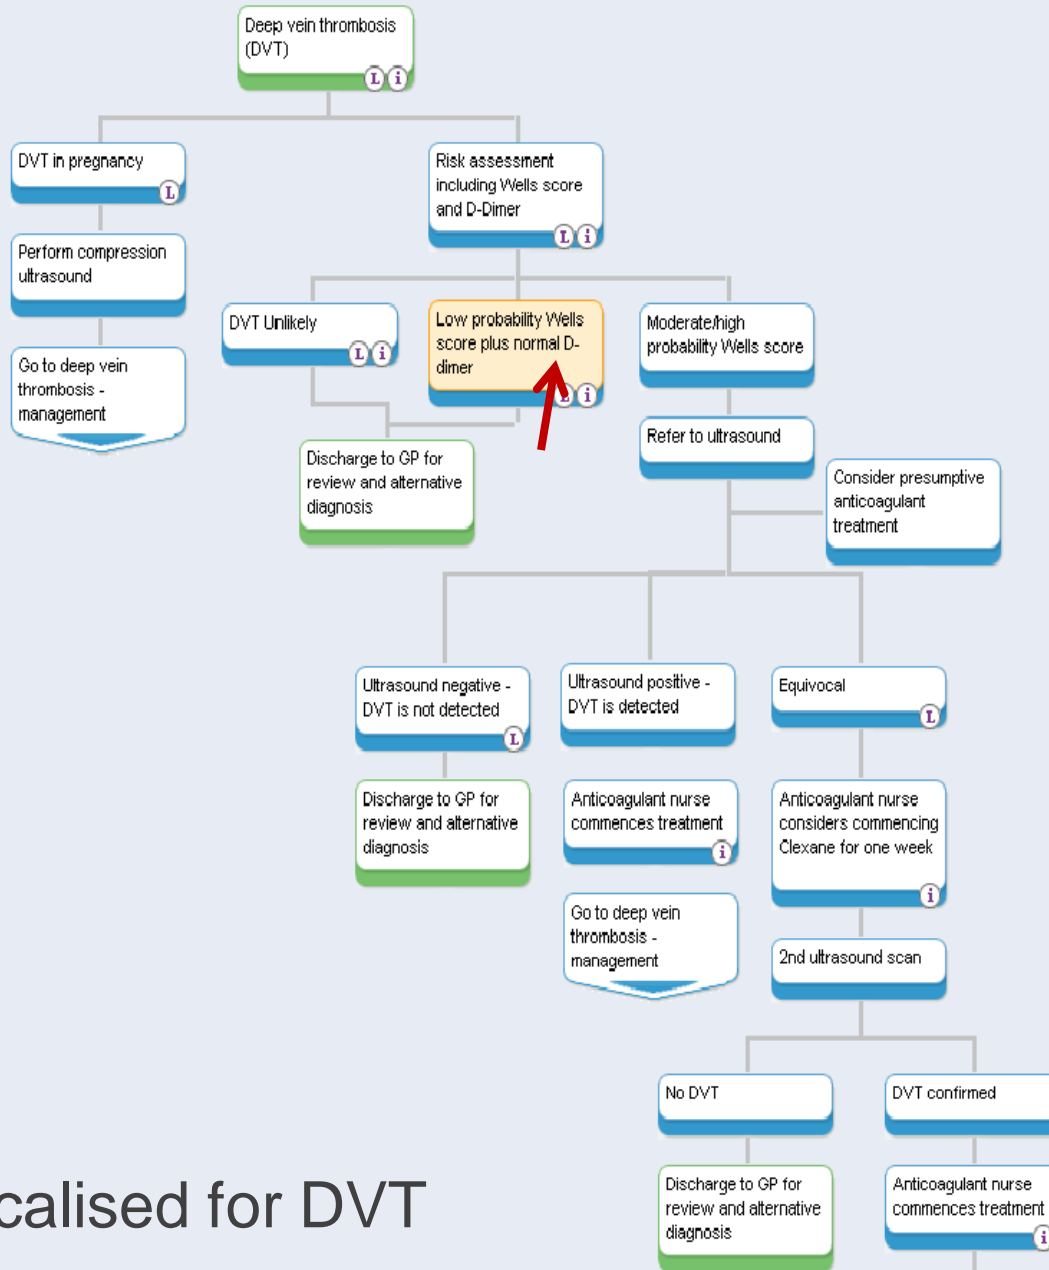 Deep vein thrombosis
(DVT)
L i
DVT in pregnancy
L
Risk assessment
including Wells score
and D-Dimer
L i
Perform compression
ultrasound
Go to deep vein
thrombosis -
management
DVT Unlikely
L i
Low probability Wells
score plus normal D-
dimer
L i
Moderate/high
probability Wells score
Discharge to GP for
review and alternative
diagnosis
Refer to ultrasound
Consider presumptive
anticoagulant
treatment
Ultrasound negative -
DVT is not detected
L
Ultrasound positive -
DVT is detected
Equivocal
L
Discharge to GP for
review and alternative
diagnosis
Anticoagulant nurse
commences treatment
i
Anticoagulant nurse
considers commencing
Clexane for one week
i
Go to deep vein
thrombosis -
management
2nd ultrasound scan
No DVT
DVT confirmed
Discharge to GP for
review and alternative
diagnosis
Anticoagulant nurse
commences treatment
i
calised for DVT